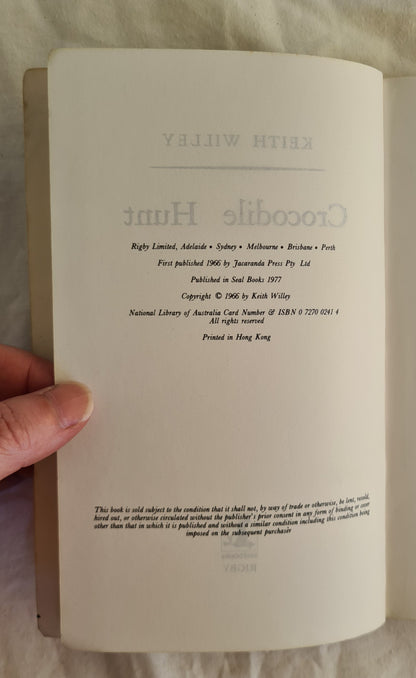 KEITH WILLEY
Crocodile Hunt
Rigby Limited, Adelaide • Sydney • Melbourne • Brisbane • Perth
First published 1966 by Jacaranda Press Pty Ltd
Published in Seal Books 1977
Copyright © 1966 by Keith Willey
National Library of Australia Card Number & ISBN 0 7270 0241 4
All rights reserved
Printed in Hong Kong
This book is sold subject to the condition that it shall not, by way of trade or otherwise, be lent, resold,
hired out, or otherwise circulated without the publisher's prior consent in any form of binding or cover
other than that in which it is published and without a similar condition including this condition being
imposed on the subsequent purchaser
RIGBY